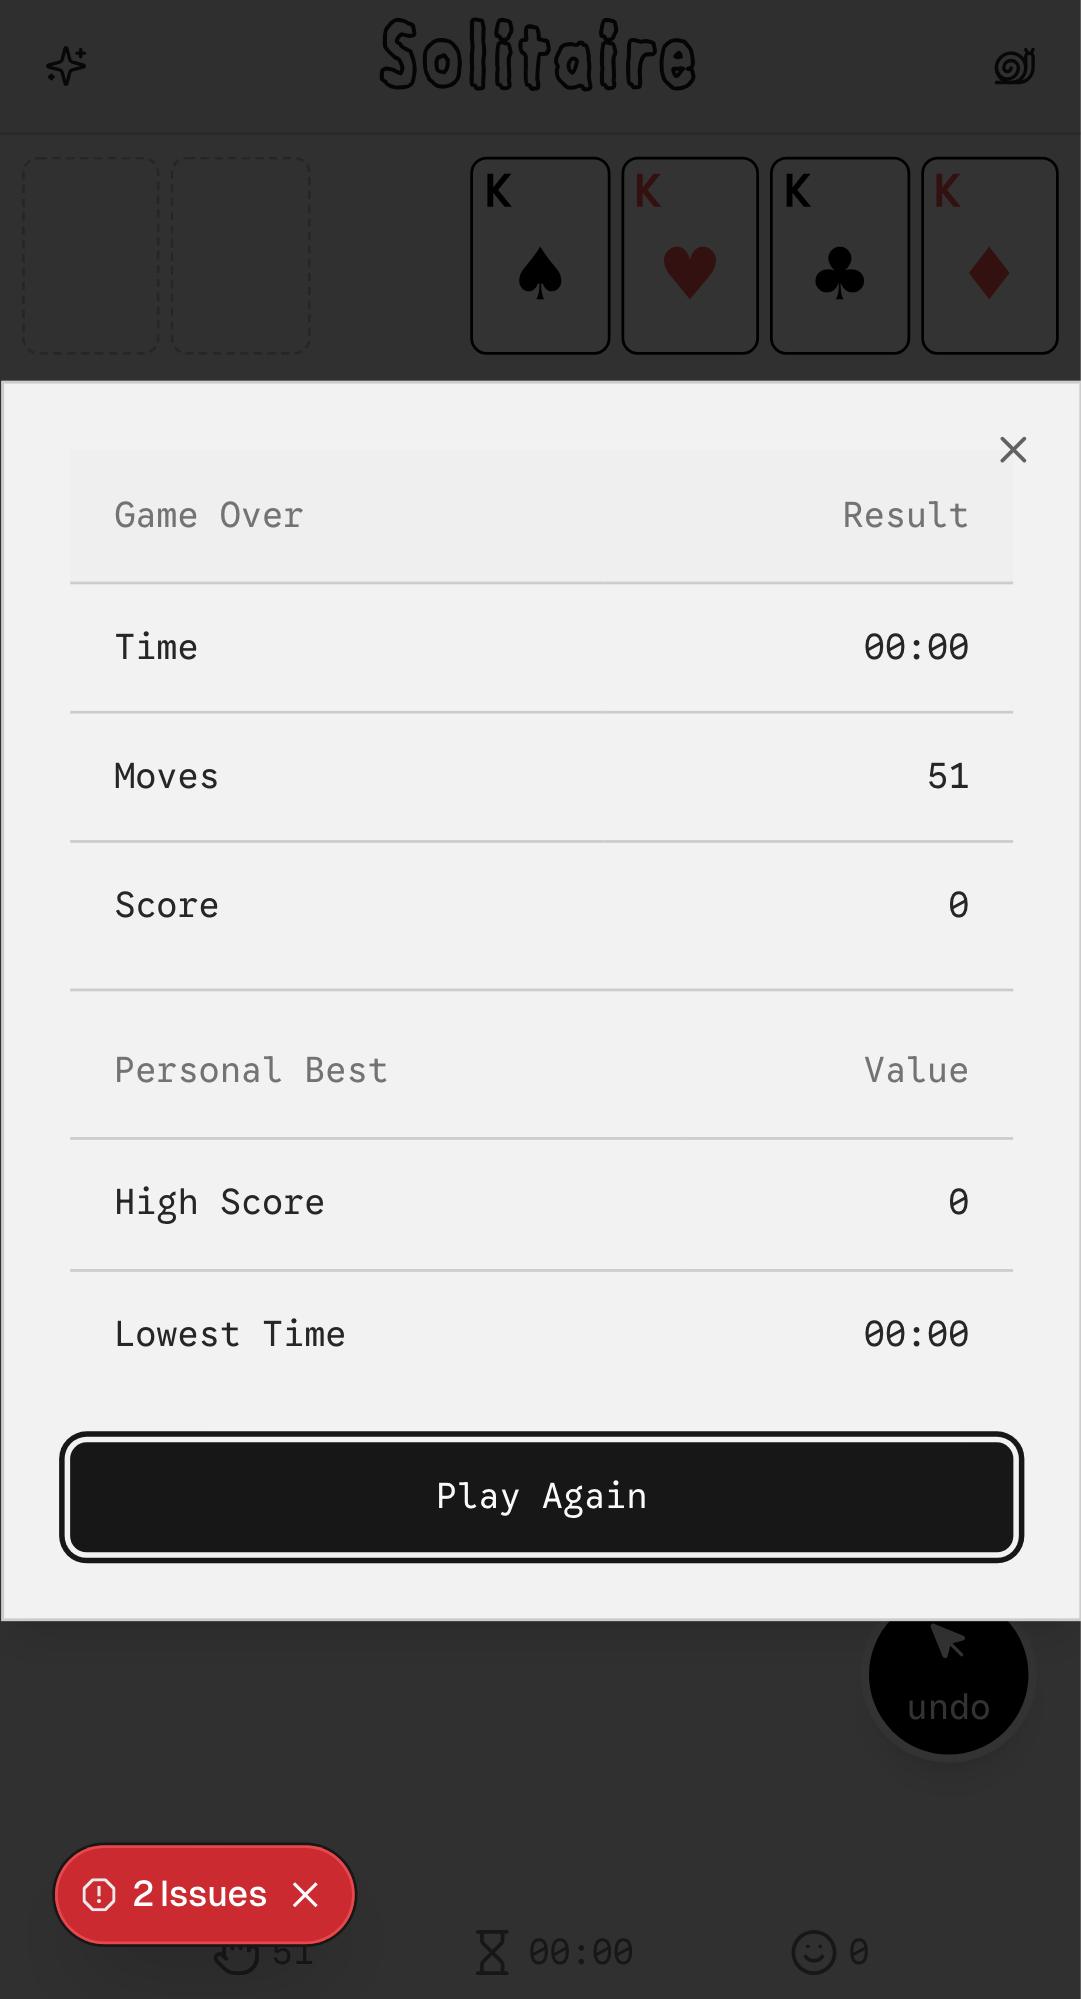 Solitaire
K K K K
Game Over Result
Time 00:00
Moves 51
Score 0
Personal Best Value
High Score 0
Lowest Time 00:00
Play Again
undo
2 Issues
51 00:00 0